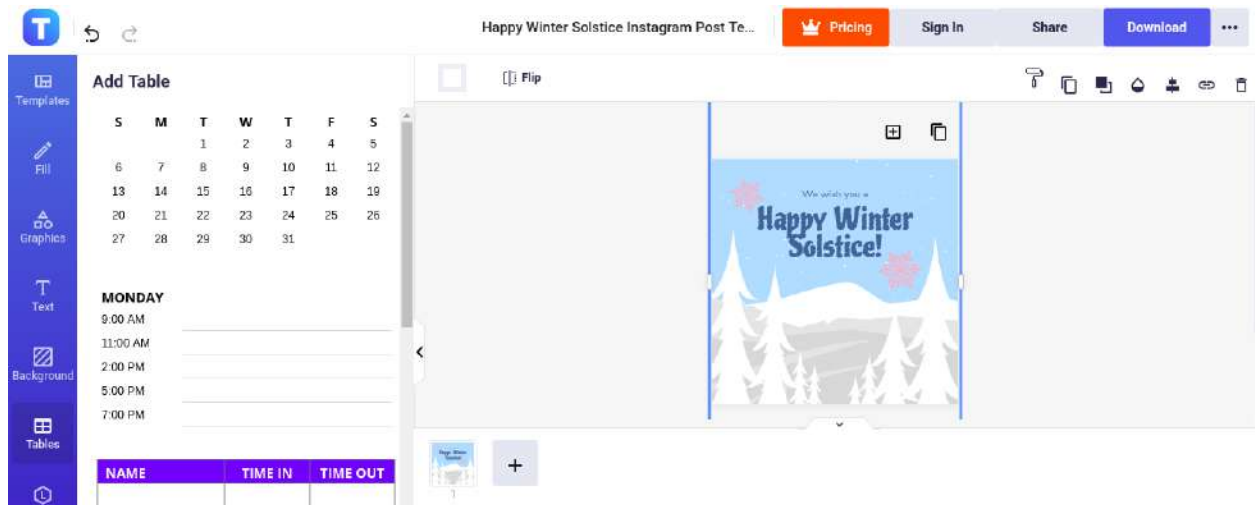 T
Happy Winter Solstice Instagram Post Te...
Pricing
Sign In
Share
Download
Templates
Fill
Graphics
Text
Background
Tables
Add Table
S M T W T F S
1 2 3 4 5
6 7 8 9 10 11 12
13 14 15 16 17 18 19
20 21 22 23 24 25 26
27 28 29 30 31
MONDAY
9:00 AM
11:00 AM
2:00 PM
5:00 PM
7:00 PM
NAME TIME IN TIME OUT
Flip
We wish you a
Happy Winter
Solstice!
Happy Winter
Solstice!
1